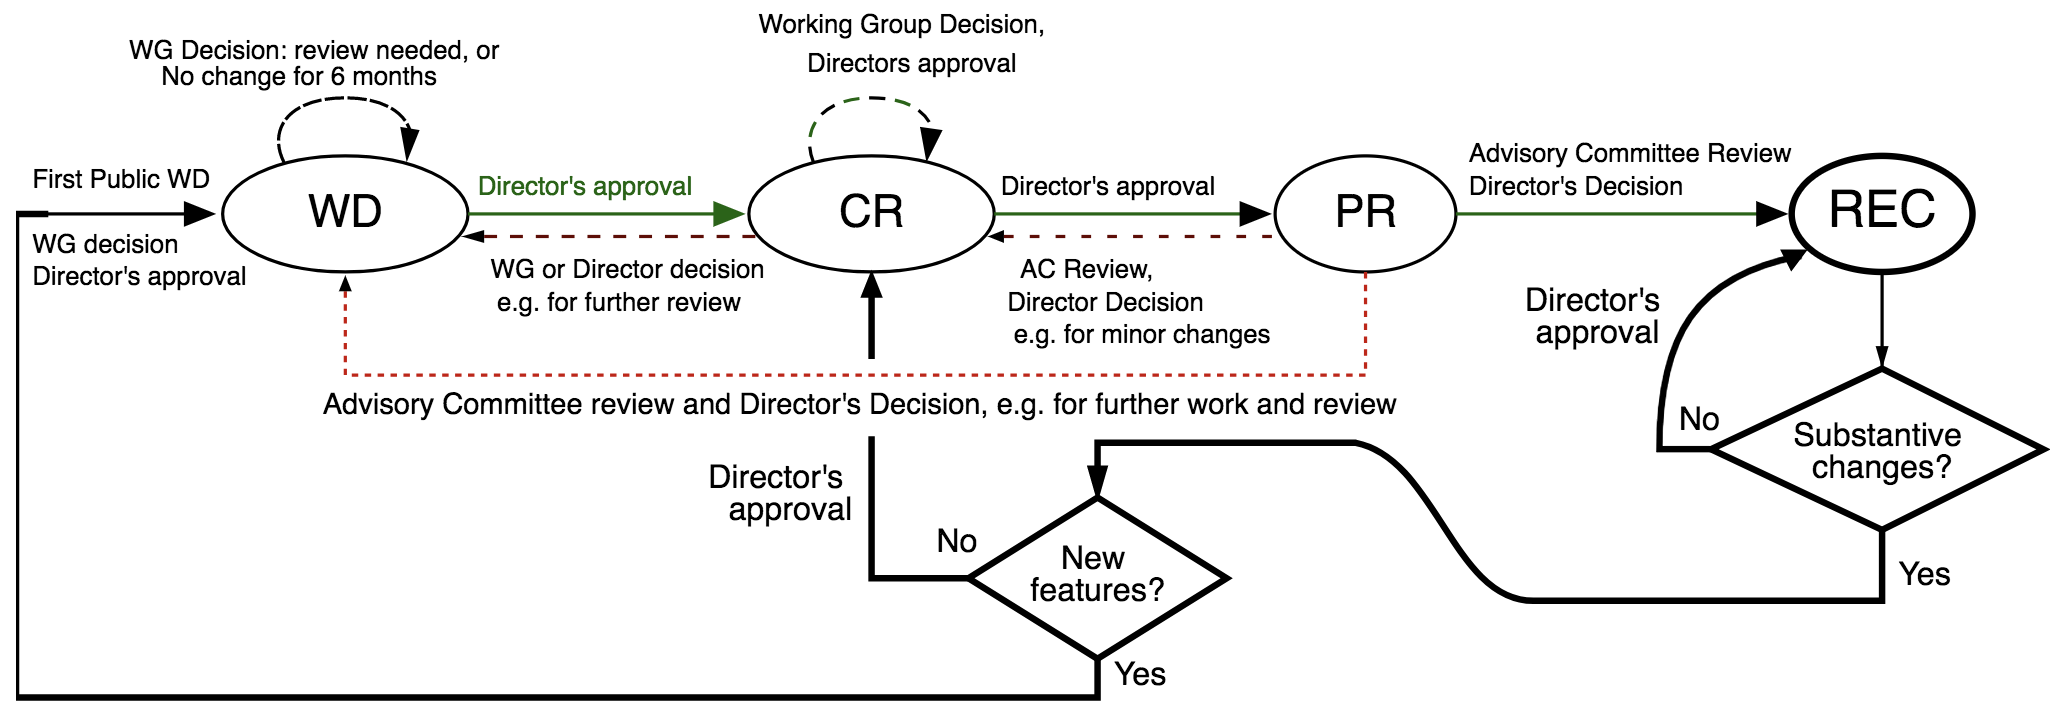 Working Group Decision,
Directors approval
WG Decision: review needed, or
No change for 6 months
First Public WD
WG decision
Director's approval
WD
Director's approval
WG or Director decision
e.g. for further review
CR
Director's approval
AC Review,
Director Decision
e.g. for minor changes
PR
Advisory Committee Review
Director's Decision
REC
Advisory Committee review and Director's Decision, e.g. for further work and review
Director's
approval
No
Substantive
changes?
Yes
Director's
approval
No
New
features?
Yes